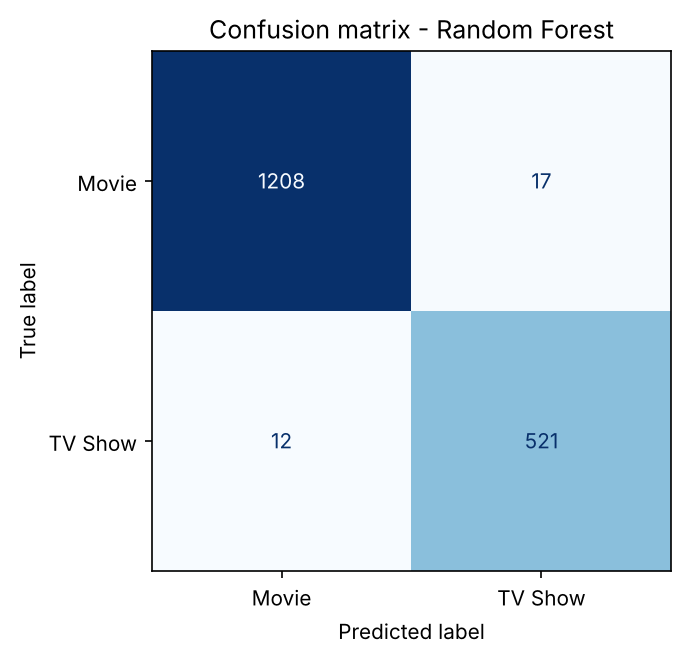 Confusion matrix - Random Forest
True label
Movie
1208
17
TV Show
12
521
Movie
TV Show
Predicted label